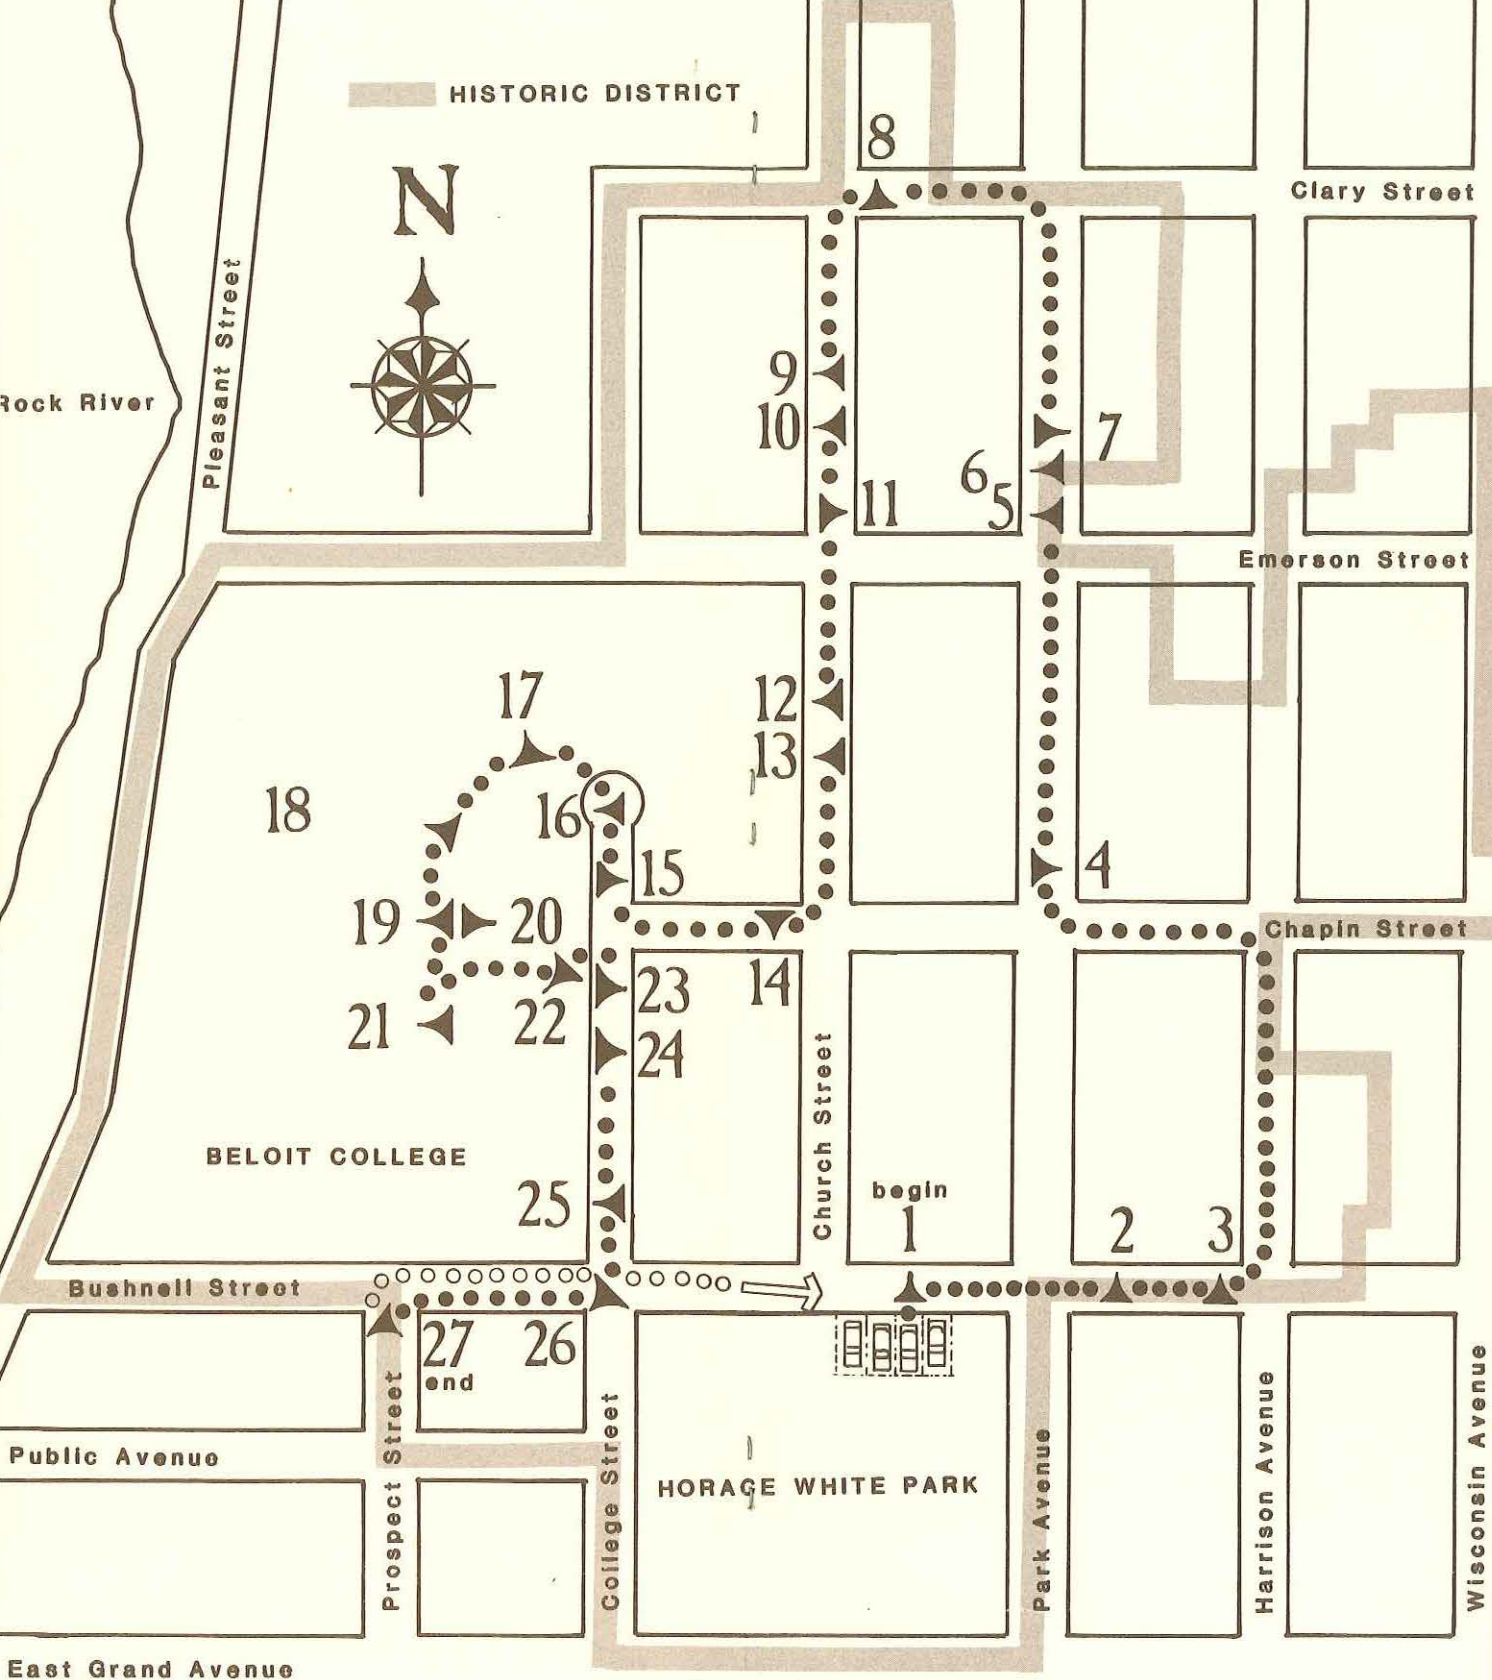 HISTORIC DISTRICT
8
Clary Street
N
Pleasant Street
9
Rock River
10
7
6
5
11
Emerson Street
17
12
13
18
16
15
4
19
20
Chapin Street
23
14
21
22
24
Church Street
BELOIT COLLEGE
begin
25
1
2
3
Bushnell Street
27
26
end
Public Avenue
Prospect Street
College Street
HORACE WHITE PARK
Park Avenue
Harrison Avenue
Wisconsin Avenue
East Grand Avenue